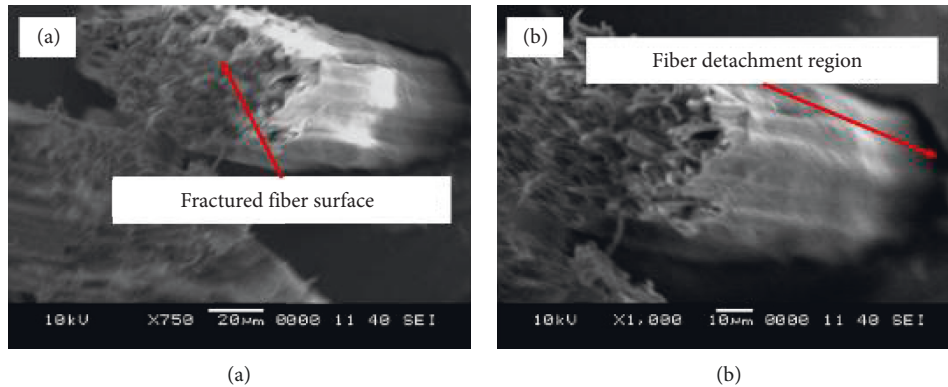 (a)
Fractured fiber surface
10kV X750 20μm 0000 11 40 SEI
(b)
Fiber detachment region
10kV X1,000 10μm 0000 11 40 SEI
(a)
(b)